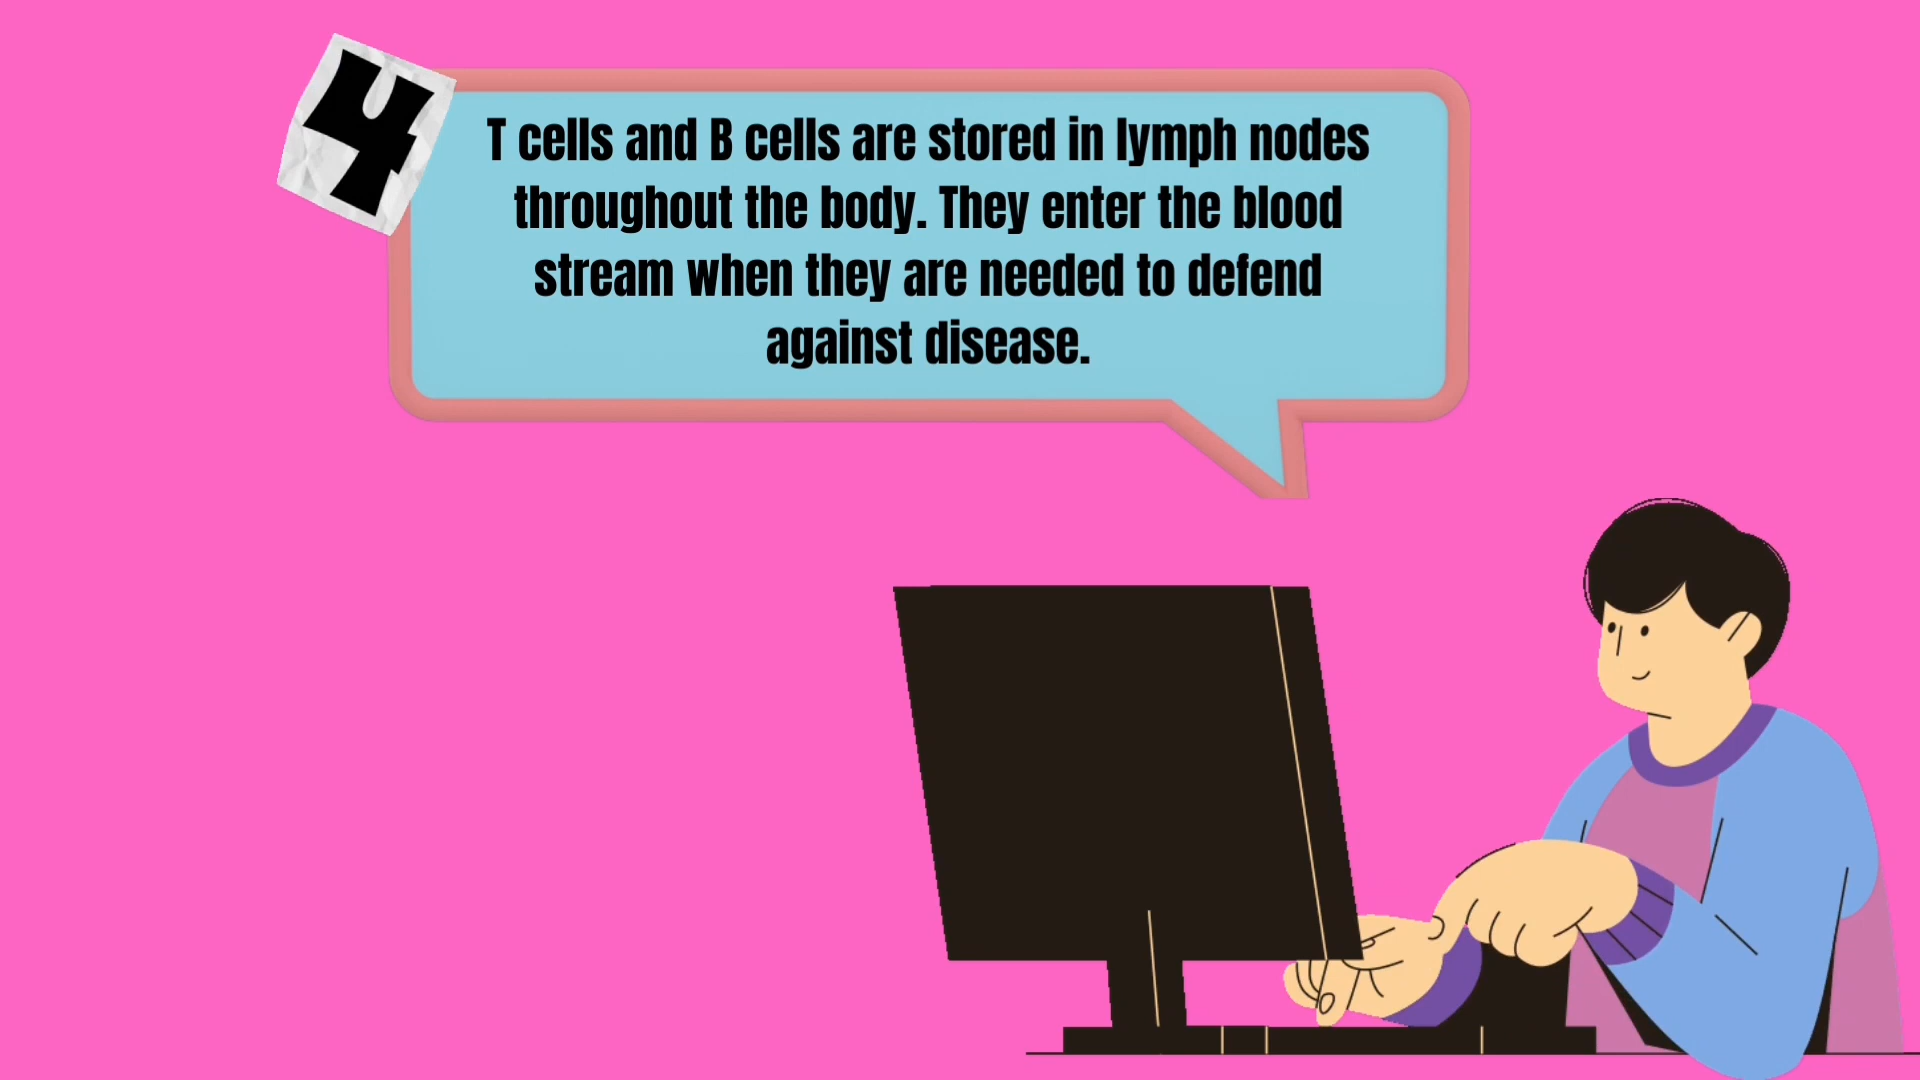 4
T cells and B cells are stored in lymph nodes
throughout the body. They enter the blood
stream when they are needed to defend
against disease.